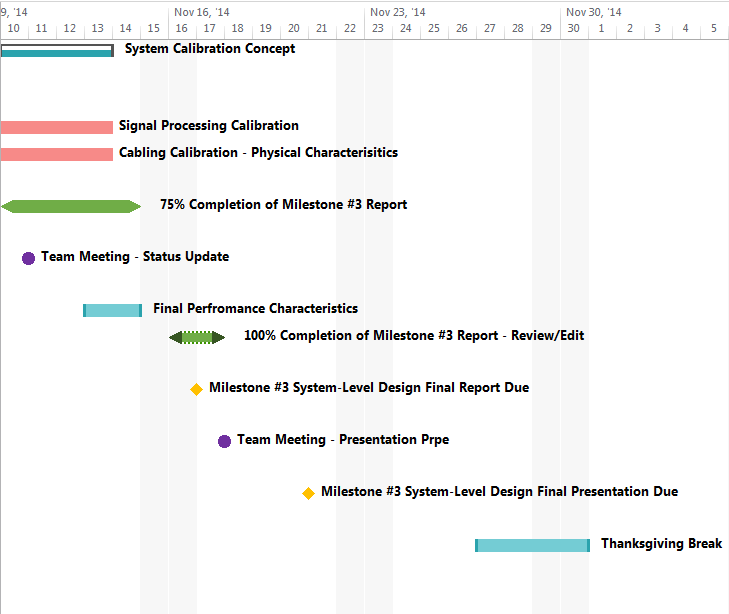 9, '14 Nov 16, '14 Nov 23, '14 Nov 30, '14
10 11 12 13 14 15 16 17 18 19 20 21 22 23 24 25 26 27 28 29 30 1 2 3 4 5
System Calibration Concept
Signal Processing Calibration
Cabling Calibration - Physical Characterisitics
75% Completion of Milestone #3 Report
Team Meeting - Status Update
Final Perfromance Characteristics
100% Completion of Milestone #3 Report - Review/Edit
Milestone #3 System-Level Design Final Report Due
Team Meeting - Presentation Prpe
Milestone #3 System-Level Design Final Presentation Due
Thanksgiving Break